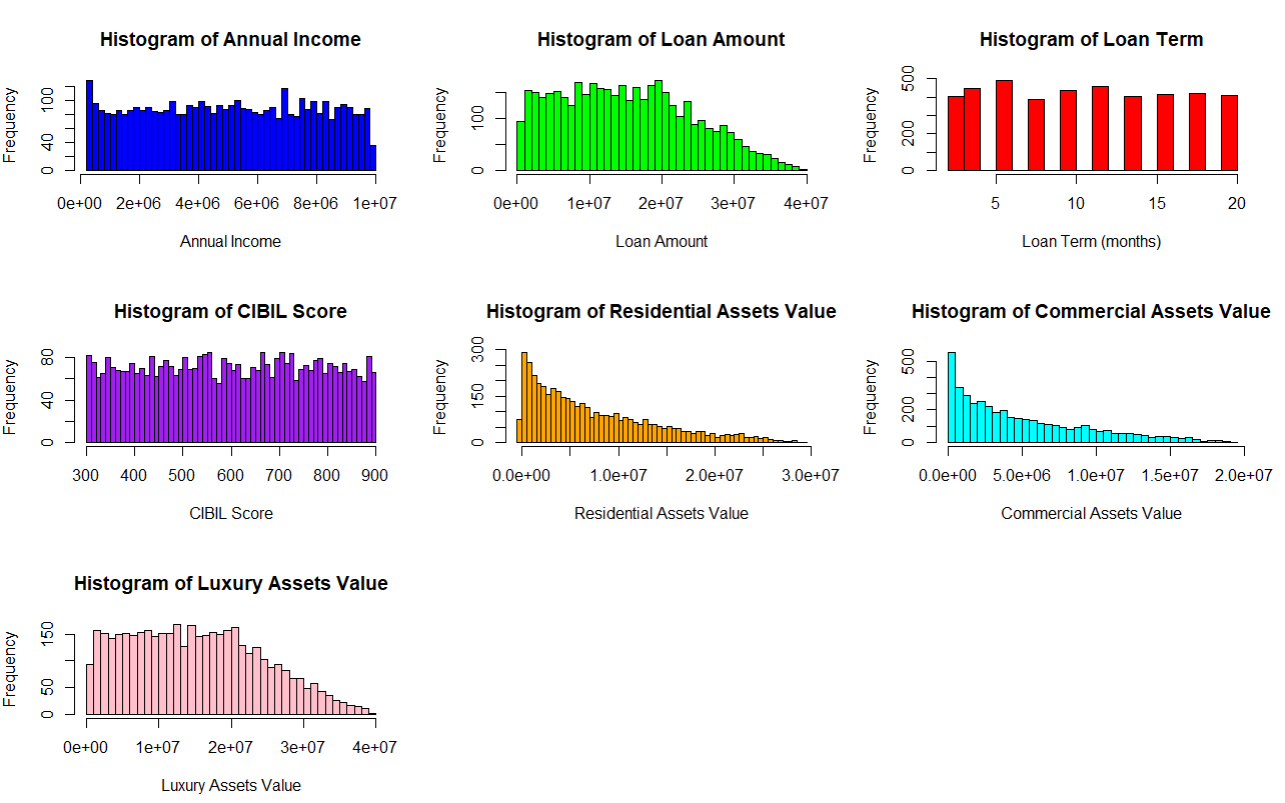 Histogram of Annual Income
Frequency
0 40 100
0e+00 2e+06 4e+06 6e+06 8e+06 1e+07
Annual Income
Histogram of Loan Amount
Frequency
0 100
0e+00 1e+07 2e+07 3e+07 4e+07
Loan Amount
Histogram of Loan Term
Frequency
0 200 500
5 10 15 20
Loan Term (months)
Histogram of CIBIL Score
Frequency
0 40 80
300 400 500 600 700 800 900
CIBIL Score
Histogram of Residential Assets Value
Frequency
0 150 300
0.0e+00 1.0e+07 2.0e+07 3.0e+07
Residential Assets Value
Histogram of Commercial Assets Value
Frequency
0 200 500
0.0e+00 5.0e+06 1.0e+07 1.5e+07 2.0e+07
Commercial Assets Value
Histogram of Luxury Assets Value
Frequency
0 50 150
0e+00 1e+07 2e+07 3e+07 4e+07
Luxury Assets Value